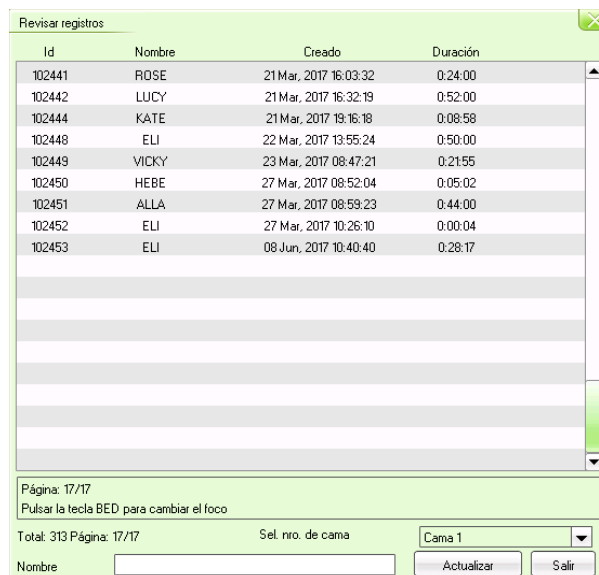 Revisar registros
Id Nombre Creado Duración
102441 ROSE 21 Mar, 2017 16:03:32 0:24:00
102442 LUCY 21 Mar, 2017 16:32:19 0:52:00
102444 KATE 21 Mar, 2017 19:16:18 0:08:58
102448 ELI 22 Mar, 2017 13:55:24 0:50:00
102449 VICKY 23 Mar, 2017 08:47:21 0:21:55
102450 HEBE 27 Mar, 2017 08:52:04 0:05:02
102451 ALLA 27 Mar, 2017 08:59:23 0:44:00
102452 ELI 27 Mar, 2017 10:26:10 0:00:04
102453 ELI 08 Jun, 2017 10:40:40 0:28:17
Página: 17/17
Pulsar la tecla BED para cambiar el foco
Total: 313 Página: 17/17 Sel. nro. de cama Cama 1
Nombre Actualizar Salir